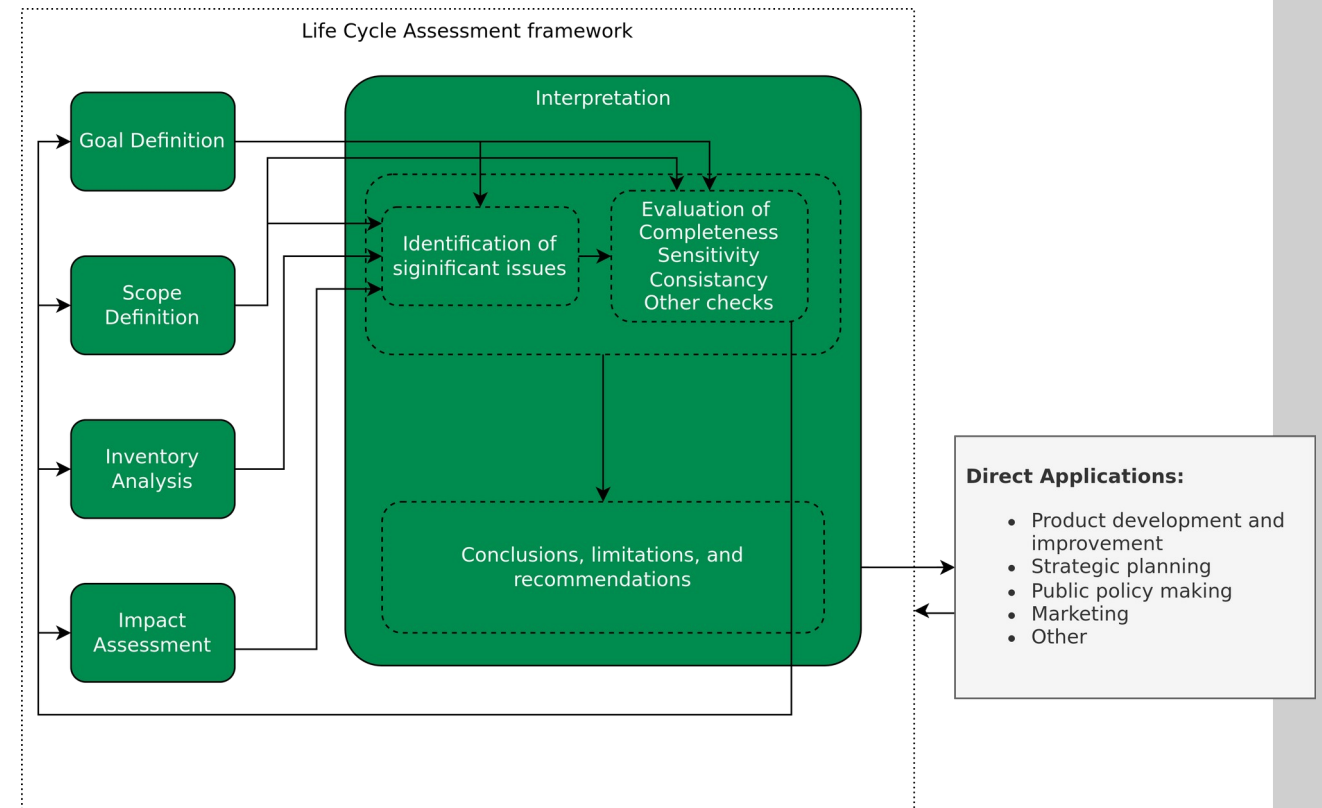 Life Cycle Assessment framework
Interpretation
Goal Definition
Scope
Definition
Inventory
Analysis
Impact
Assessment
Identification of
siginificant issues
Evaluation of
Completeness
Sensitivity
Consistancy
Other checks
Conclusions, limitations, and
recommendations
Direct Applications:
• Product development and
improvement
• Strategic planning
• Public policy making
• Marketing
• Other